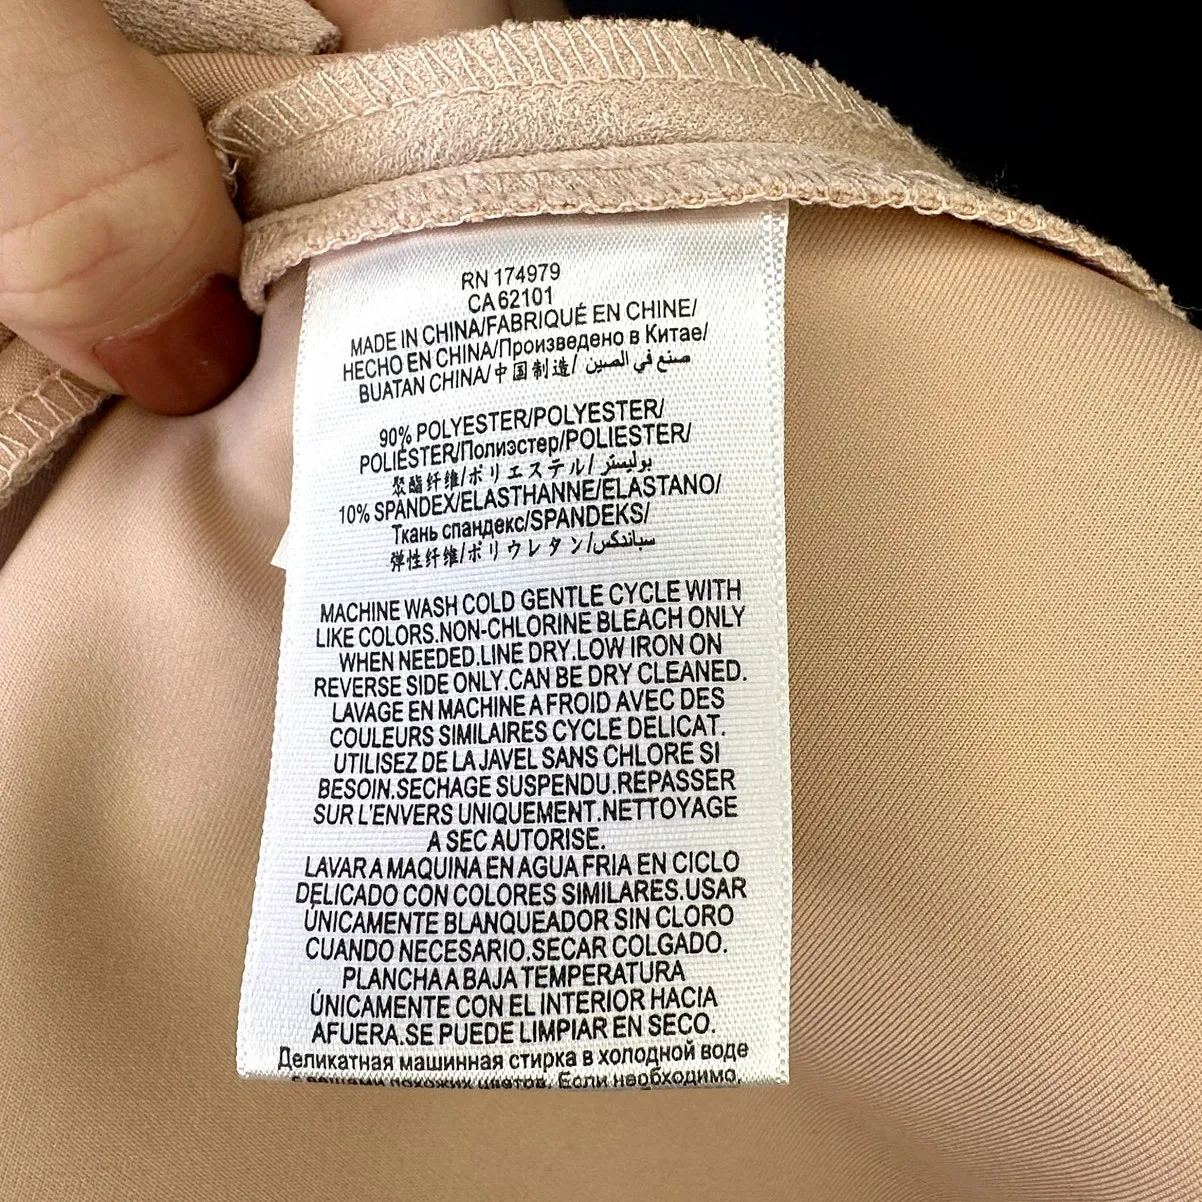 RN 174979
CA 62101
MADE IN CHINA/FABRIQUÉ EN CHINE/
HECHO EN CHINA/Произведено в Китае/
BUATAN CHINA/中国制造/ صنع في الصين
90% POLYESTER/POLYESTER/
POLIÉSTER/Полиэстер/POLIESTER/
聚酯纤维/ポリエステル/ بوليستر
10% SPANDEX/ELASTHANNE/ELASTANO/
Ткань спандекс/SPANDEKS/
弹性纤维/ポリウレタン/سباندكس
MACHINE WASH COLD GENTLE CYCLE WITH
LIKE COLORS.NON-CHLORINE BLEACH ONLY
WHEN NEEDED.LINE DRY.LOW IRON ON
REVERSE SIDE ONLY.CAN BE DRY CLEANED.
LAVAGE EN MACHINE A FROID AVEC DES
COULEURS SIMILAIRES CYCLE DELICAT.
UTILISEZ DE LA JAVEL SANS CHLORE SI
BESOIN.SECHAGE SUSPENDU.REPASSER
SUR L'ENVERS UNIQUEMENT.NETTOYAGE
A SEC AUTORISE.
LAVAR A MAQUINA EN AGUA FRIA EN CICLO
DELICADO CON COLORES SIMILARES.USAR
ÚNICAMENTE BLANQUEADOR SIN CLORO
CUANDO NECESARIO.SECAR COLGADO.
PLANCHA A BAJA TEMPERATURA
ÚNICAMENTE CON EL INTERIOR HACIA
AFUERA.SE PUEDE LIMPIAR EN SECO.
Деликатная машинная стирка в холодной воде
с вещами похожих цветов. Если необходимо,